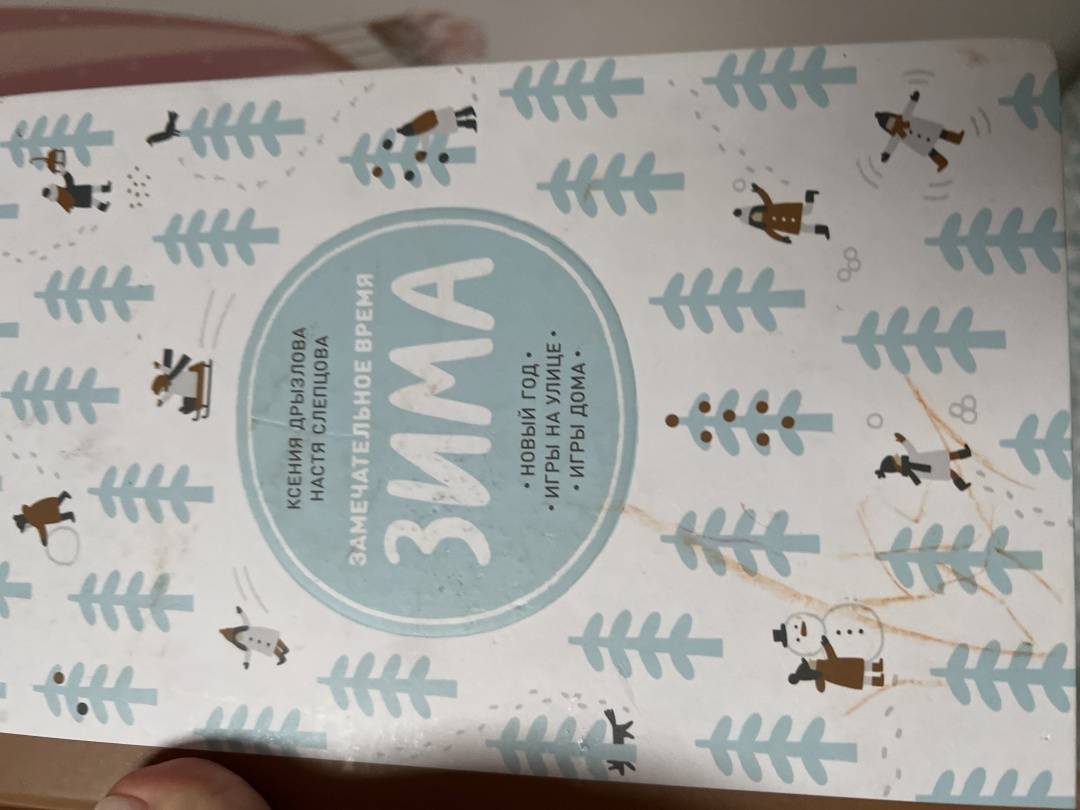 КСЕНИЯ ДРЫЗЛОВА
НАСТЯ СЛЕПЦОВА
ЗАМЕЧАТЕЛЬНОЕ ВРЕМЯ
ЗИМА
• НОВЫЙ ГОД •
• ИГРЫ НА УЛИЦЕ •
• ИГРЫ ДОМА •